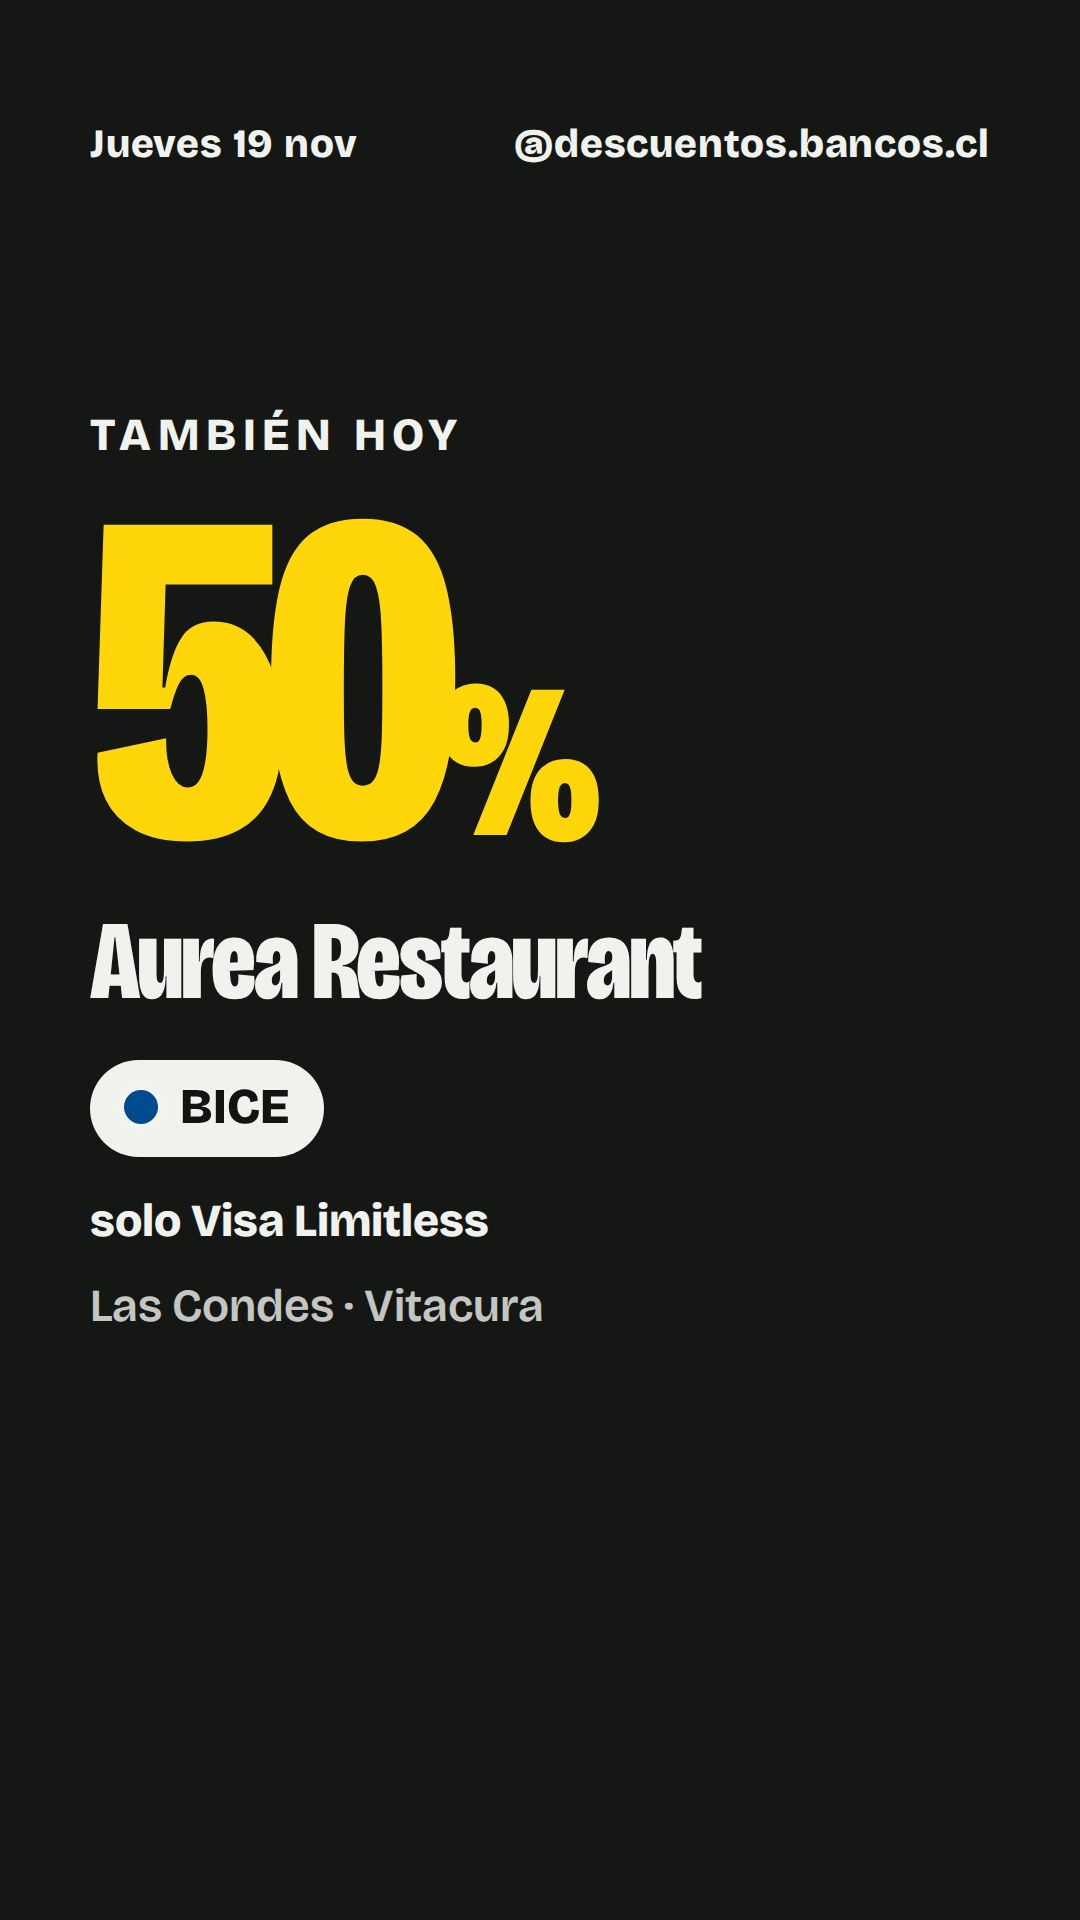 Jueves 19 nov @descuentos.bancos.cl
TAMBIÉN HOY
50%
Aurea Restaurant
BICE
solo Visa Limitless
Las Condes · Vitacura